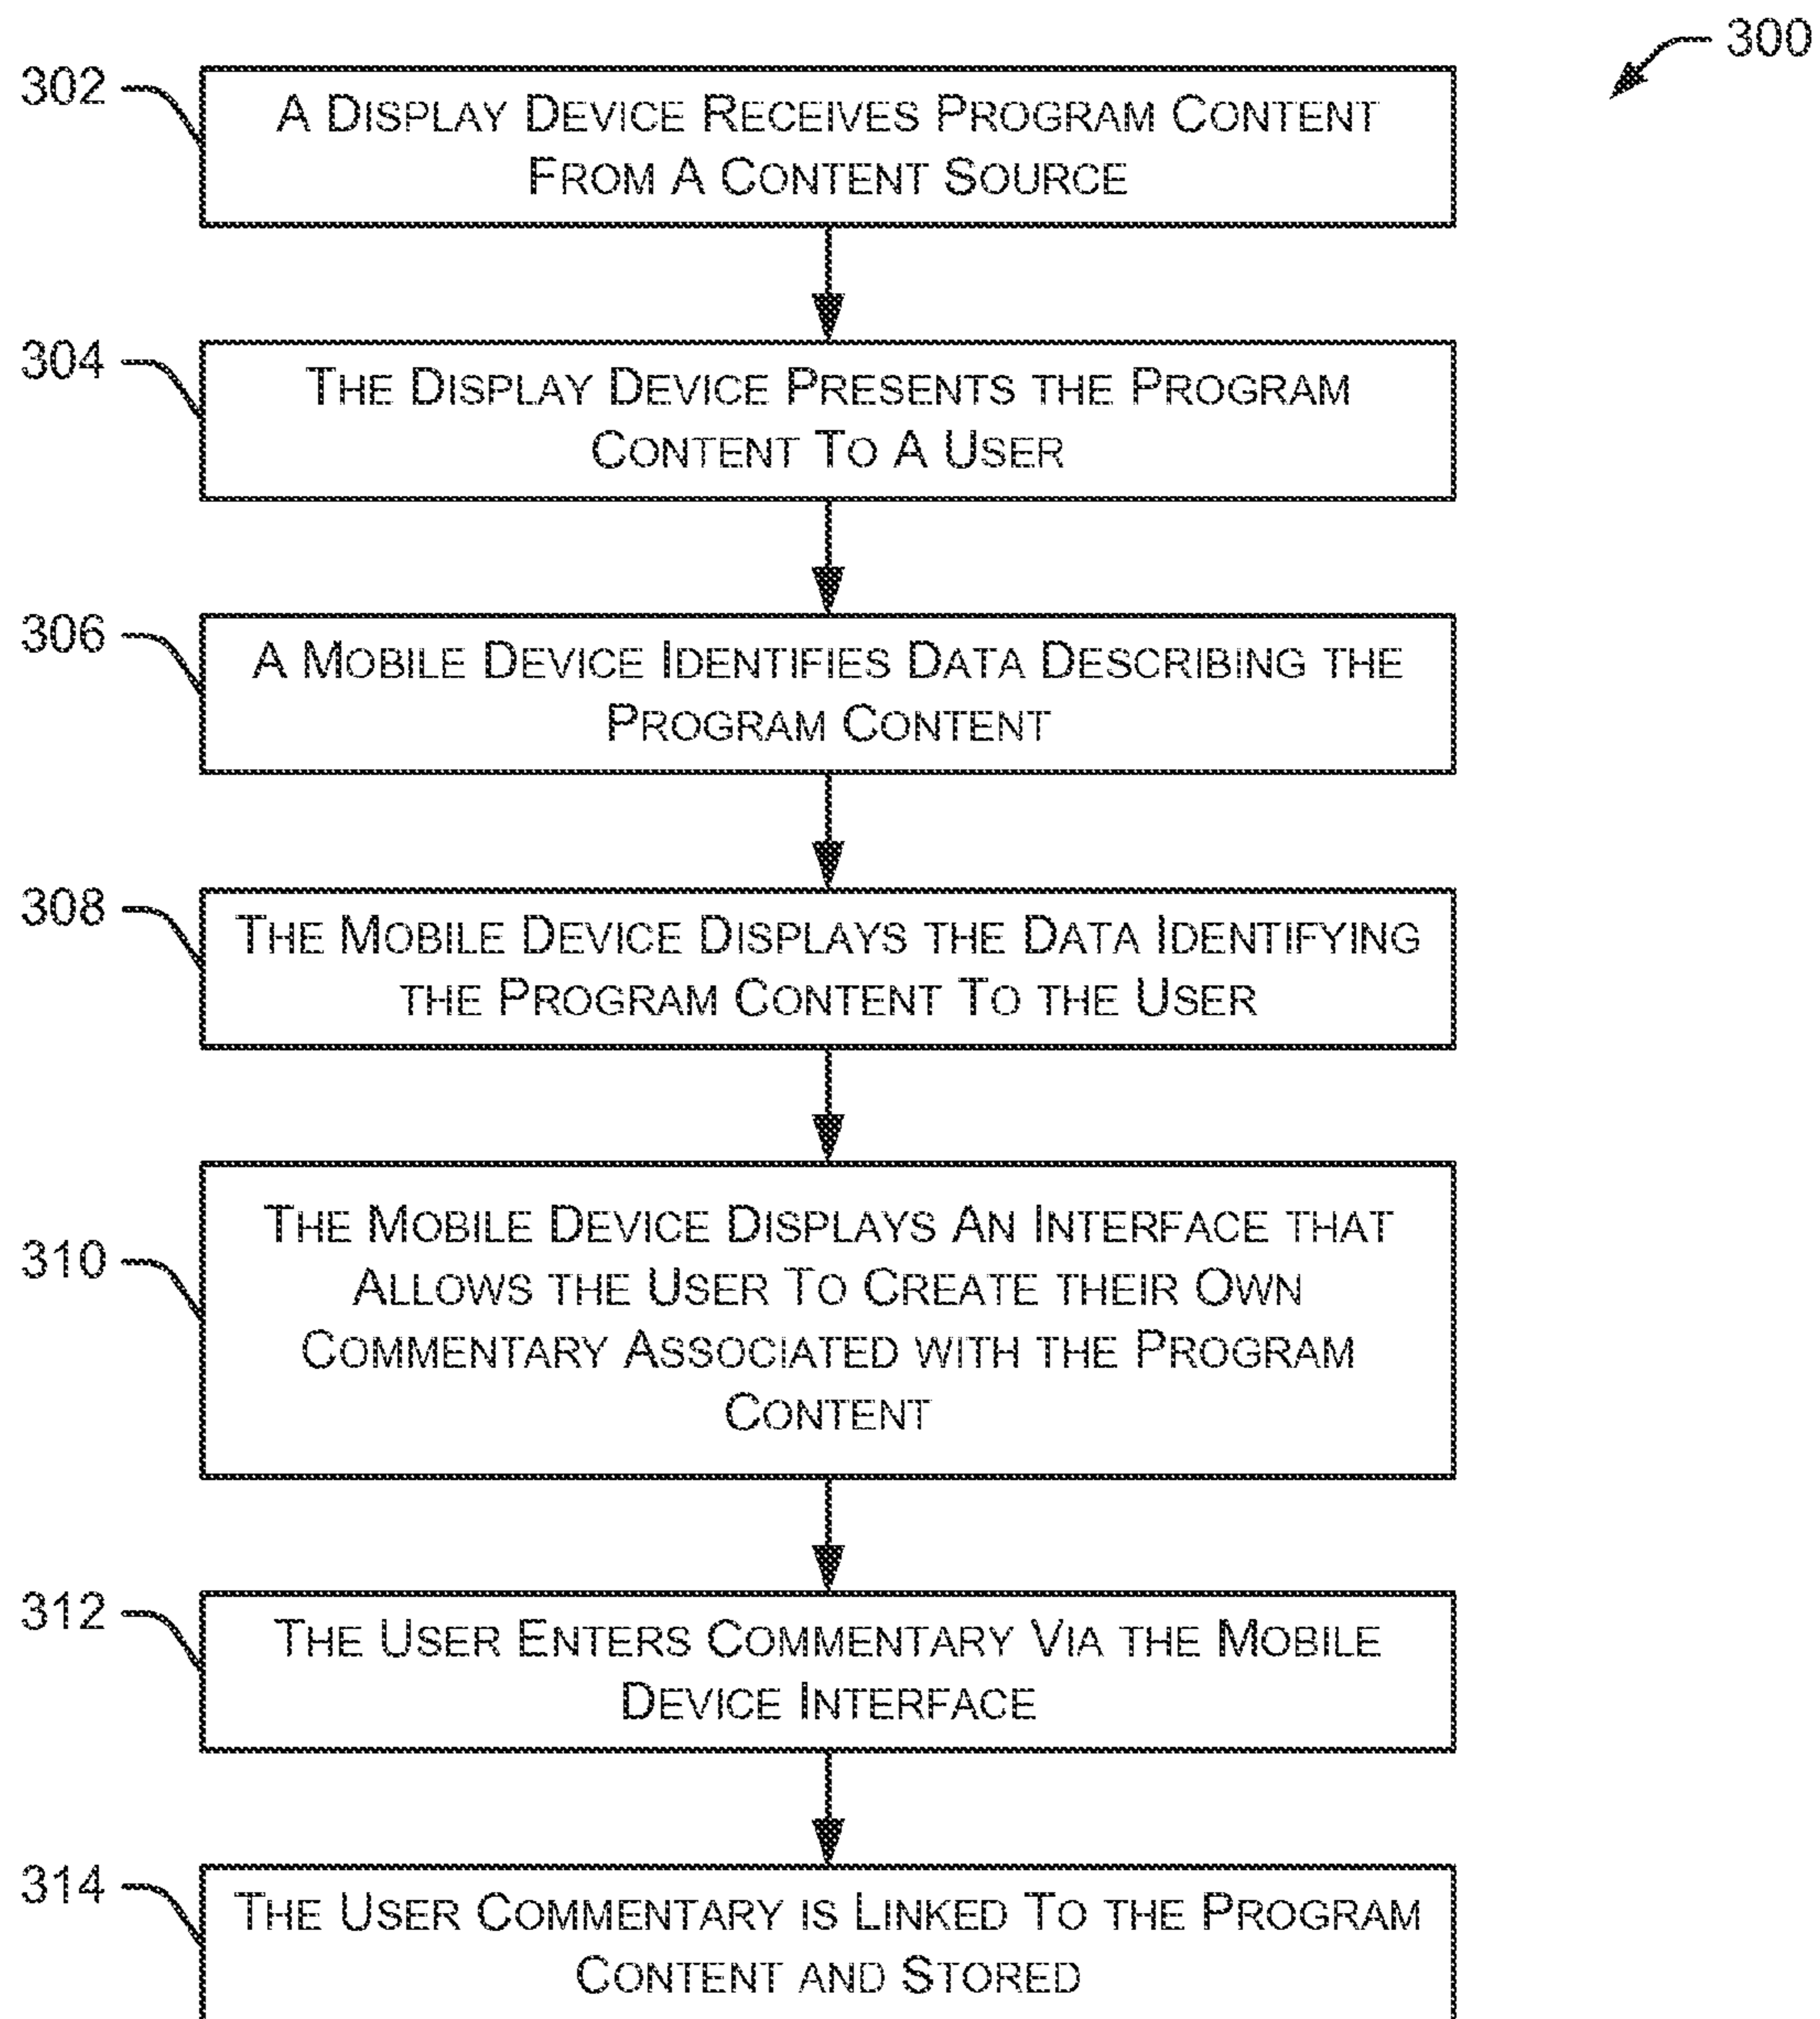 300
302
A DISPLAY DEVICE RECEIVES PROGRAM CONTENT
FROM A CONTENT SOURCE
304
THE DISPLAY DEVICE PRESENTS THE PROGRAM
CONTENT TO A USER
306
A MOBILE DEVICE IDENTIFIES DATA DESCRIBING THE
PROGRAM CONTENT
308
THE MOBILE DEVICE DISPLAYS THE DATA IDENTIFYING
THE PROGRAM CONTENT TO THE USER
310
THE MOBILE DEVICE DISPLAYS AN INTERFACE THAT
ALLOWS THE USER TO CREATE THEIR OWN
COMMENTARY ASSOCIATED WITH THE PROGRAM
CONTENT
312
THE USER ENTERS COMMENTARY VIA THE MOBILE
DEVICE INTERFACE
314
THE USER COMMENTARY IS LINKED TO THE PROGRAM
CONTENT AND STORED